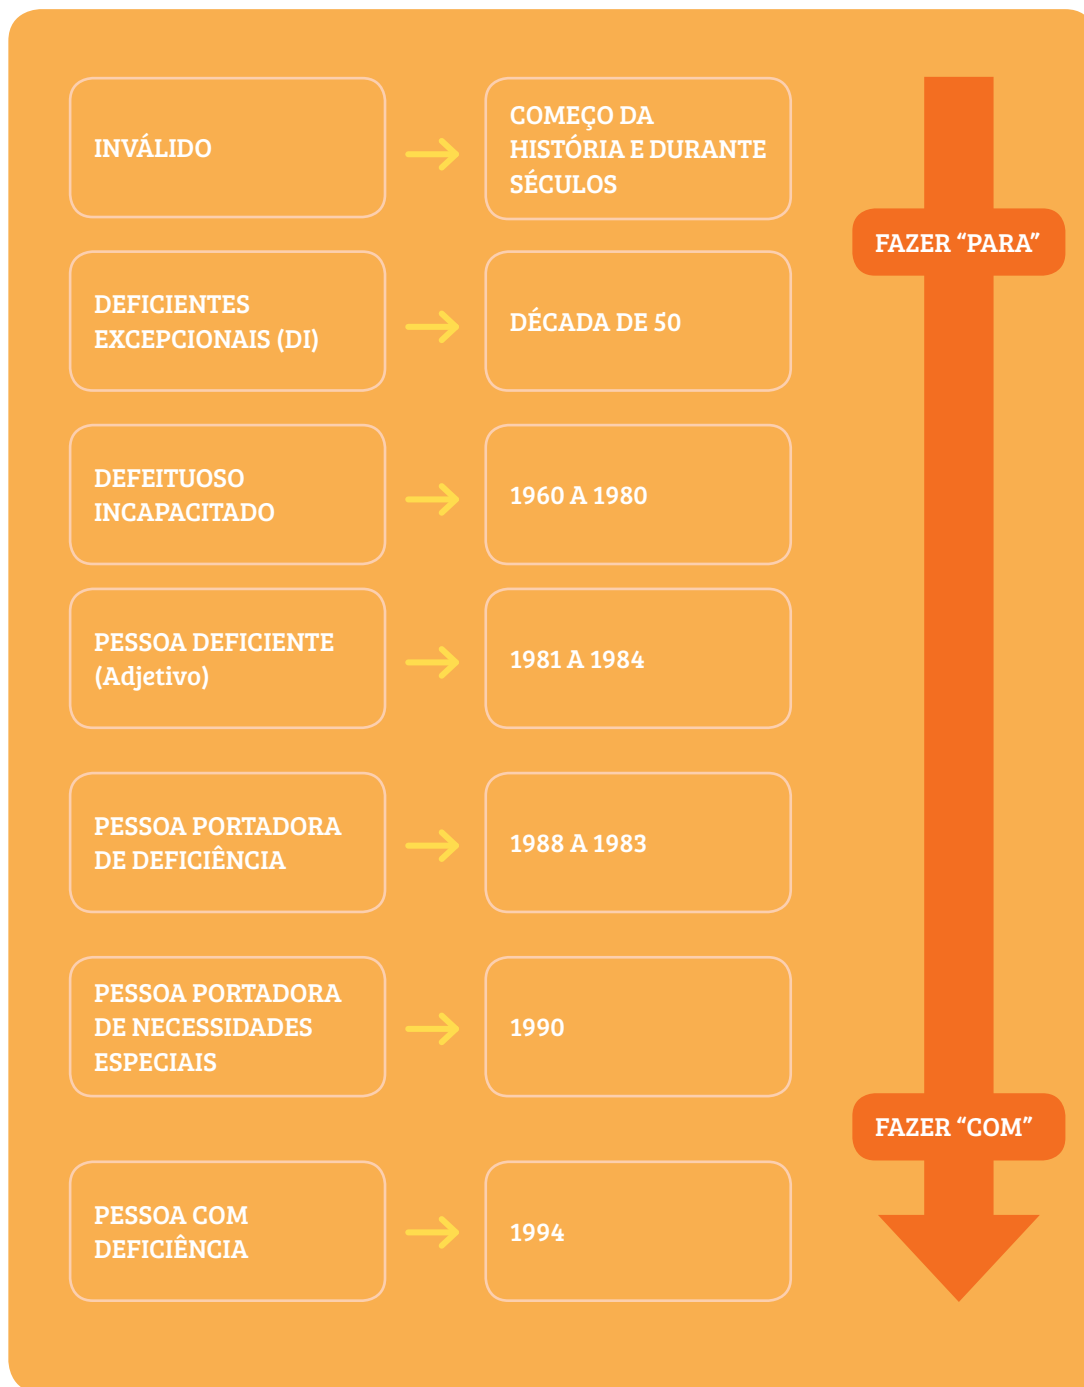 INVÁLIDO
COMEÇO DA
HISTÓRIA E DURANTE
SÉCULOS
FAZER “PARA”
DEFICIENTES
EXCEPCIONAIS (DI)
DÉCADA DE 50
DEFEITUOSO
INCAPACITADO
1960 A 1980
PESSOA DEFICIENTE
(Adjetivo)
1981 A 1984
PESSOA PORTADORA
DE DEFICIÊNCIA
1988 A 1983
PESSOA PORTADORA
DE NECESSIDADES
ESPECIAIS
1990
FAZER “COM”
PESSOA COM
DEFICIÊNCIA
1994